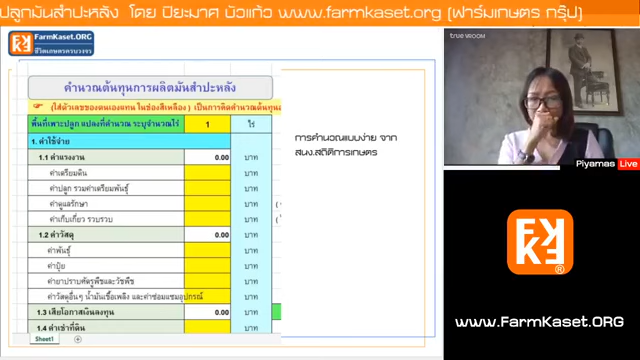 ปลูกมันสำปะหลัง โดย ปิยะมาศ บัวแก้ว www.farmkaset.org (ฟาร์มเกษตร กรุ๊ป)
FarmKaset.ORG
ชีวิตเกษตรครบวงจร
true VROOM
คำนวณต้นทุนการผลิตมันสำปะหลัง
(ใส่ตัวเลขของตนเองแทน ในช่องสีเหลือง) เป็นการคิดคำนวณต้นทุน
พื้นที่เพาะปลูก แปลงที่คำนวณ ระบุจำนวนไร่ 1 ไร่
1. ค่าใช้จ่าย
1.1 ค่าแรงงาน 0.00 บาท
ค่าเตรียมดิน บาท
ค่าปลูก รวมค่าเตรียมพันธุ์ บาท
ค่าดูแลรักษา บาท (
ค่าเก็บเกี่ยว รวบรวม บาท
1.2 ค่าวัสดุ 0.00 บาท
ค่าพันธุ์ บาท
ค่าปุ๋ย บาท
ค่ายาปราบศัตรูพืชและวัชพืช บาท
ค่าวัสดุอื่นๆ น้ำมันเชื้อเพลิง และค่าซ่อมแซมอุปกรณ์ บาท
1.3 เสียโอกาสเงินลงทุน 0.00 บาท
1.4 ค่าเช่าที่ดิน บาท
Sheet1
การคำนวณแบบง่าย จาก
สนง.สถิติการเกษตร
Piyamas Live
FK
FK
®
www.FarmKaset.ORG